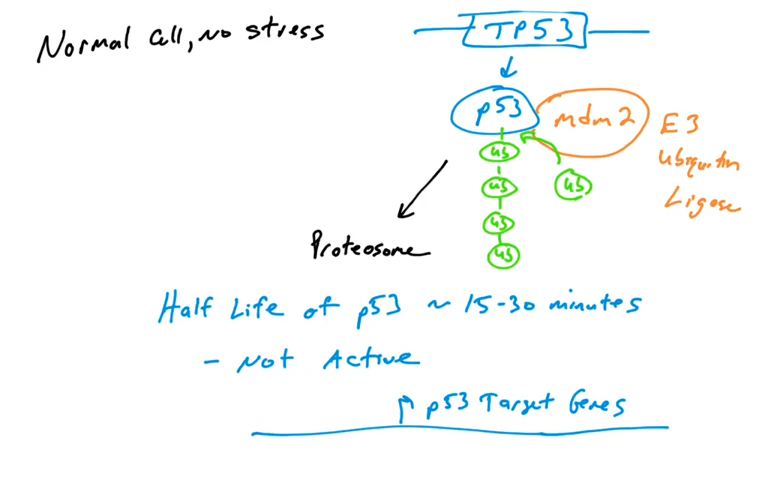 Normal Cell, no stress
TP53
p53
mdm2
E3
Ubiquitin
Ligase
ub
ub
ub
ub
ub
Proteosome
Half Life of p53 ~ 15-30 minutes
- Not Active
↑ p53 Target Genes